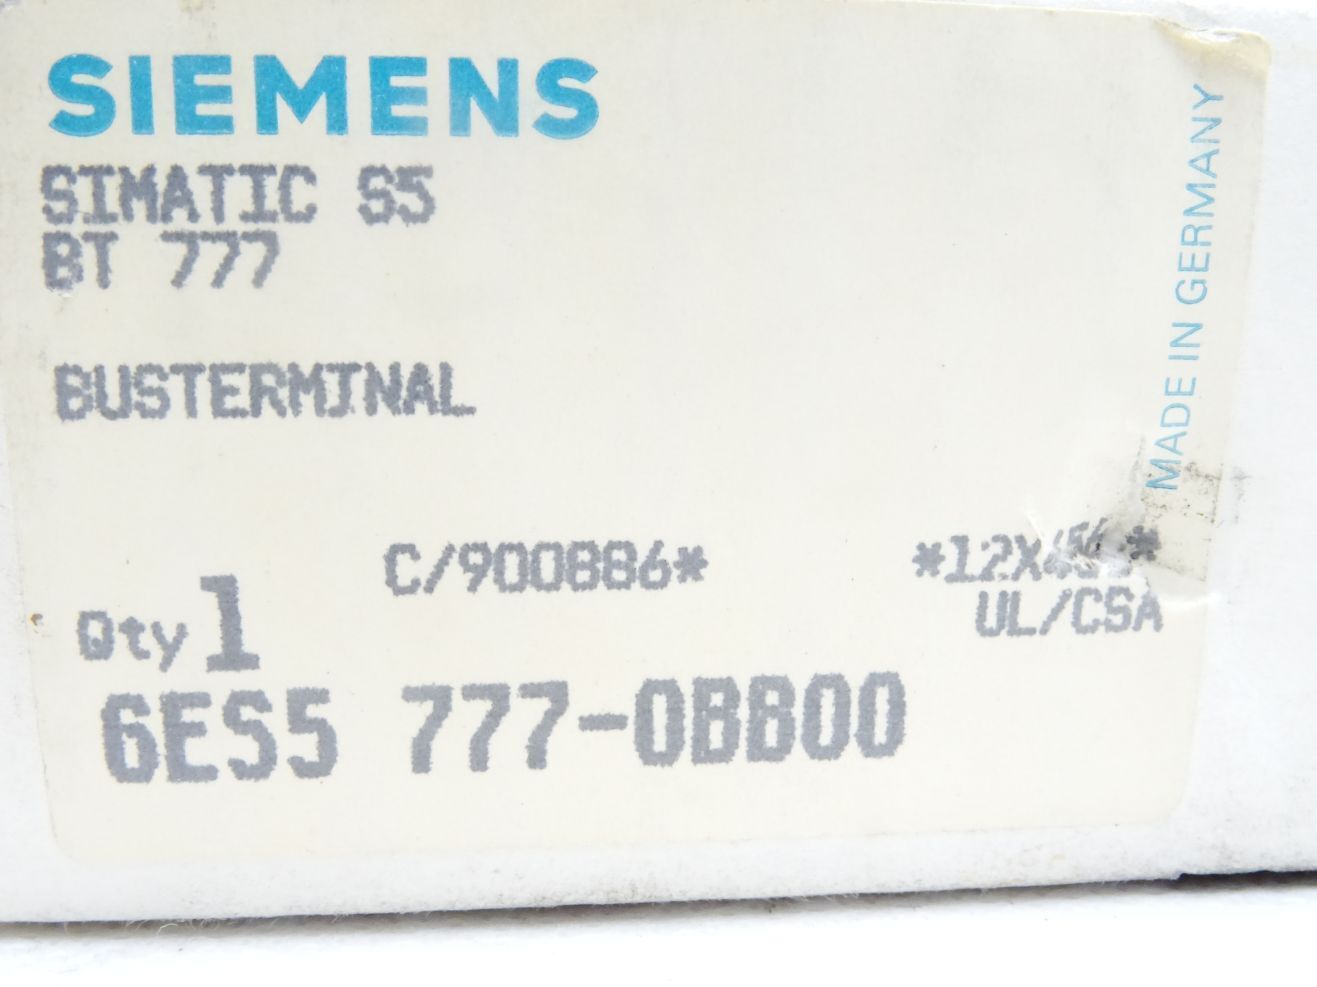 SIEMENS
SIMATIC S5
BT 777
BUSTERMINAL
C/900886*
UL/CSA
Qty 1
6ES5 777-0BB00
MADE IN GERMANY